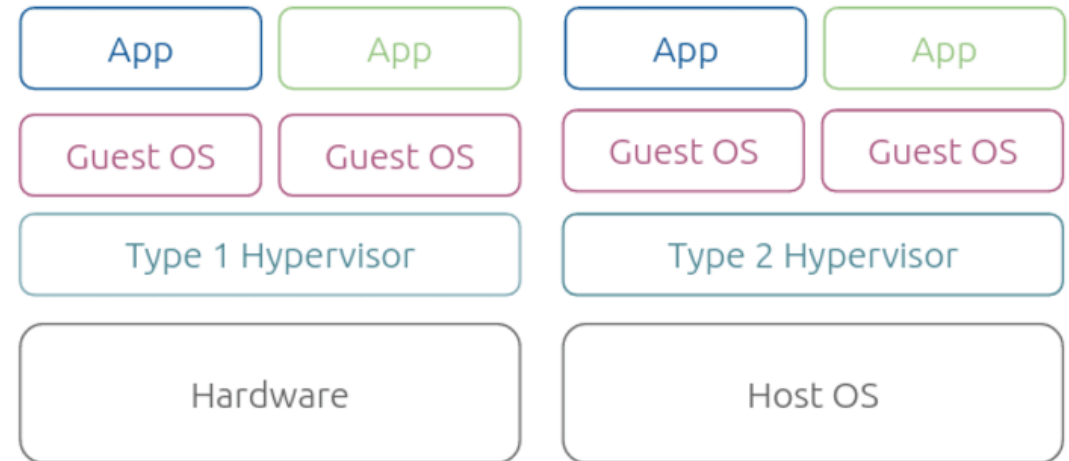 App
App
App
App
Guest OS
Guest OS
Guest OS
Guest OS
Type 1 Hypervisor
Type 2 Hypervisor
Hardware
Host OS